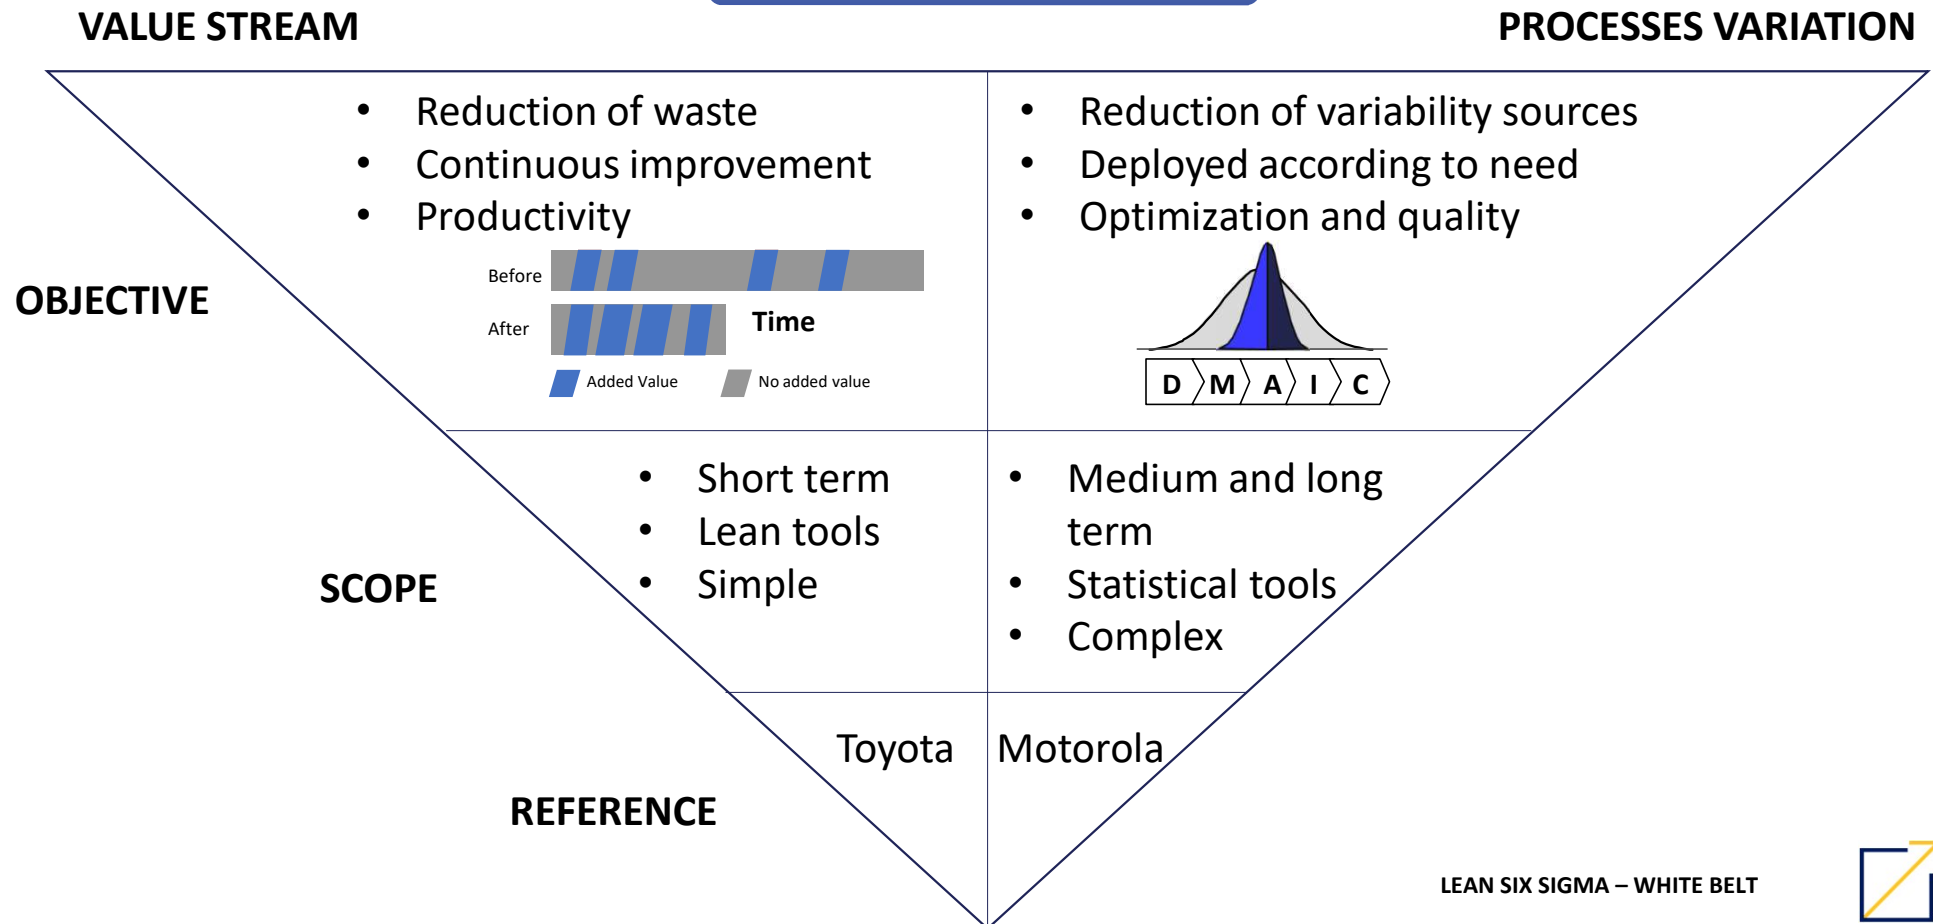 VALUE STREAM
PROCESSES VARIATION
• Reduction of waste
• Continuous improvement
• Productivity
• Reduction of variability sources
• Deployed according to need
• Optimization and quality
Before
After
Time
Added Value
No added value
D M A I C
OBJECTIVE
• Short term
• Lean tools
• Simple
• Medium and long
term
• Statistical tools
• Complex
SCOPE
Toyota
Motorola
REFERENCE
LEAN SIX SIGMA – WHITE BELT